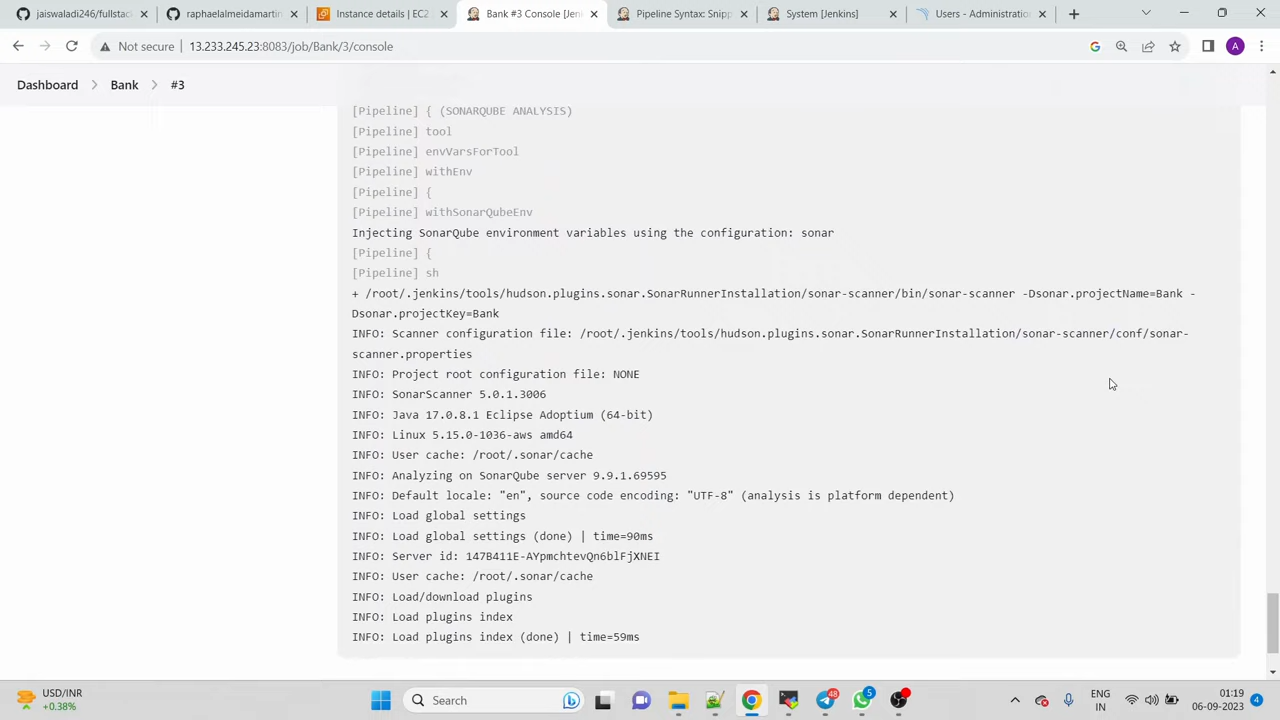 jaiswaladi246/fullstac
raphaelalmeidamartin
Instance details | EC2
Bank #3 Console [Jenk
Pipeline Syntax: Snipp
System [Jenkins]
Users - Administratio
Not secure
13.233.245.23:8083/job/Bank/3/console
A
Dashboard
Bank
#3
[Pipeline] { (SONARQUBE ANALYSIS)
[Pipeline] tool
[Pipeline] envVarsForTool
[Pipeline] withEnv
[Pipeline] {
[Pipeline] withSonarQubeEnv
Injecting SonarQube environment variables using the configuration: sonar
[Pipeline] {
[Pipeline] sh
+ /root/.jenkins/tools/hudson.plugins.sonar.SonarRunnerInstallation/sonar-scanner/bin/sonar-scanner -Dsonar.projectName=Bank -
Dsonar.projectKey=Bank
INFO: Scanner configuration file: /root/.jenkins/tools/hudson.plugins.sonar.SonarRunnerInstallation/sonar-scanner/conf/sonar-
scanner.properties
INFO: Project root configuration file: NONE
INFO: SonarScanner 5.0.1.3006
INFO: Java 17.0.8.1 Eclipse Adoptium (64-bit)
INFO: Linux 5.15.0-1036-aws amd64
INFO: User cache: /root/.sonar/cache
INFO: Analyzing on SonarQube server 9.9.1.69595
INFO: Default locale: "en", source code encoding: "UTF-8" (analysis is platform dependent)
INFO: Load global settings
INFO: Load global settings (done) | time=90ms
INFO: Server id: 147B411E-AYpmchtevQn6blFjXNEI
INFO: User cache: /root/.sonar/cache
INFO: Load/download plugins
INFO: Load plugins index
INFO: Load plugins index (done) | time=59ms
USD/INR
+0.38%
Search
48
5
ENG
IN
01:19
06-09-2023
4